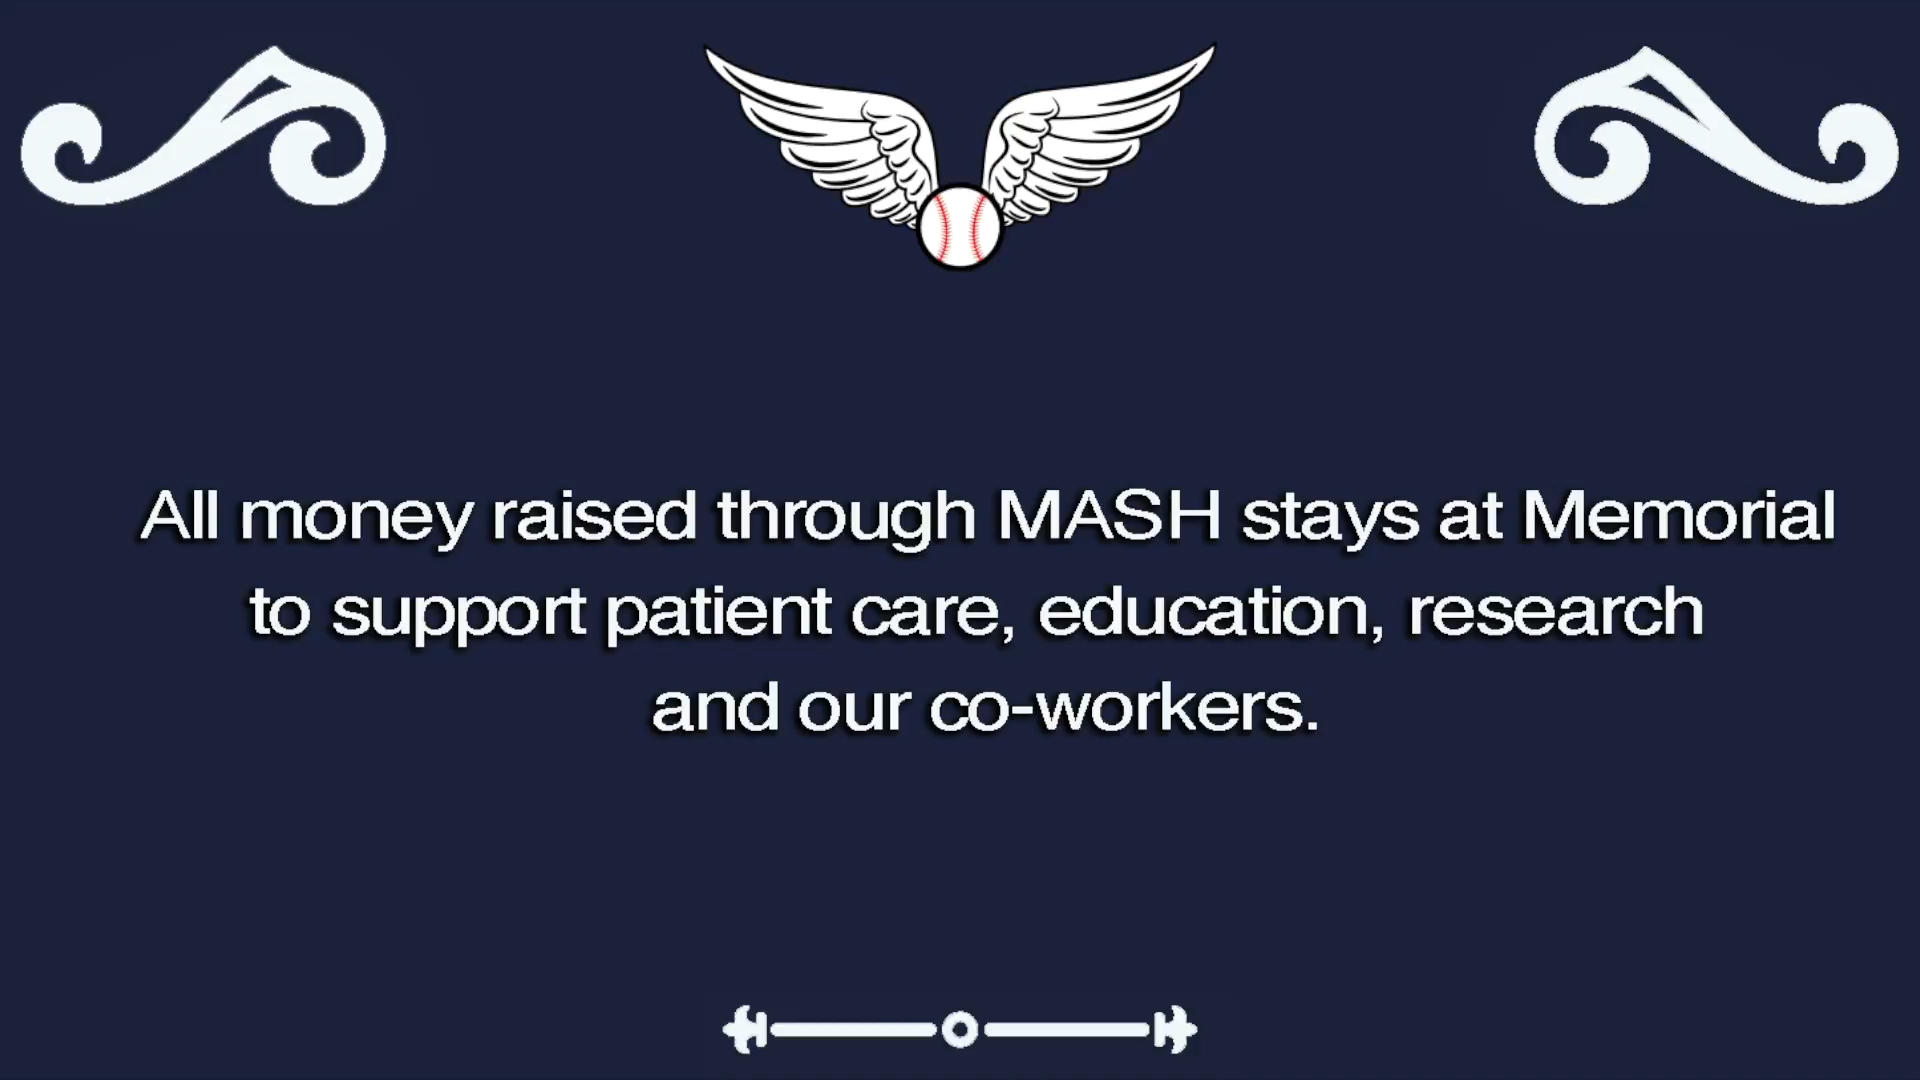 All money raised through MASH stays at Memorial
to support patient care, education, research
and our co-workers.